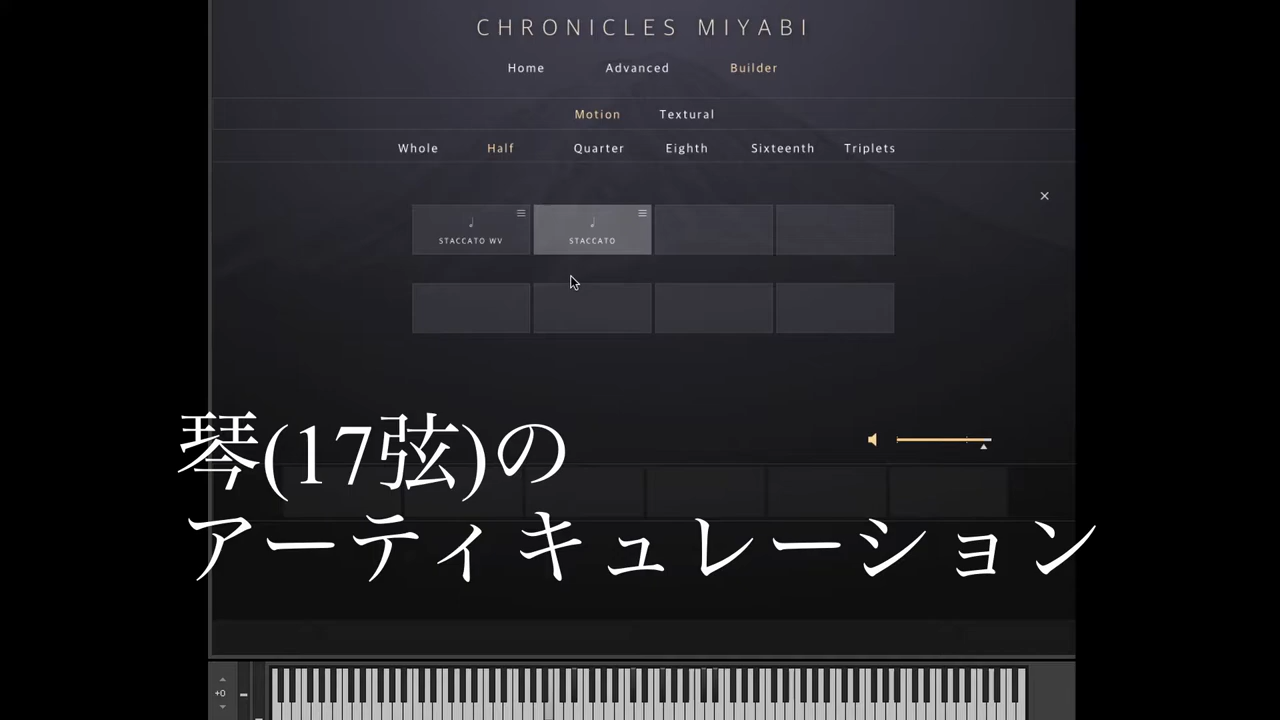 CHRONICLES MIYABI
Home Advanced Builder
Motion Textural
Whole Half Quarter Eighth Sixteenth Triplets
STACCATO WV STACCATO
琴(17弦)の
アーティキュレーション
+0